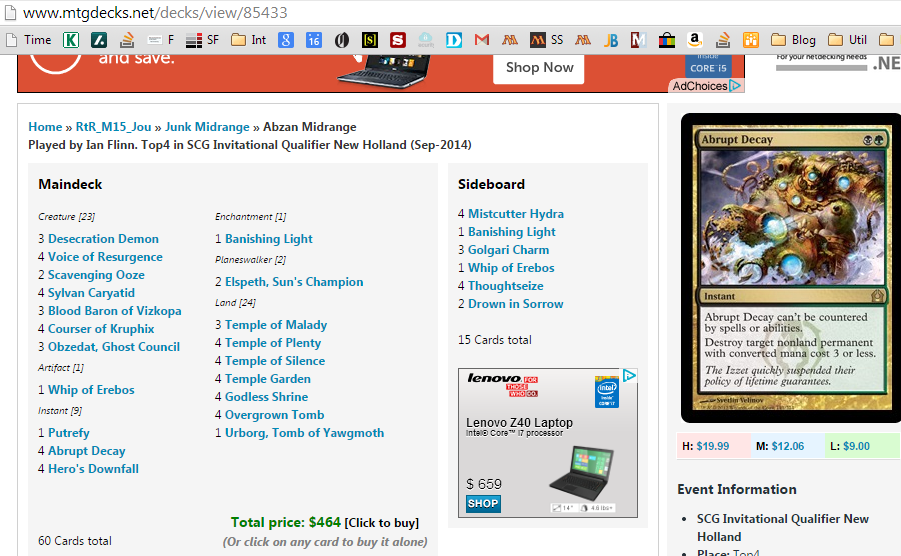 www.mtgdecks.net/decks/view/85433
Time F SF Int 16 SS Blog Util
and save.
Shop Now
CORE i5
AdChoices
For your netdecking needs
.NE
Home » RtR_M15_Jou » Junk Midrange » Abzan Midrange
Played by Ian Flinn. Top4 in SCG Invitational Qualifier New Holland (Sep-2014)
Maindeck
Creature [23]
3 Desecration Demon
4 Voice of Resurgence
2 Scavenging Ooze
4 Sylvan Caryatid
3 Blood Baron of Vizkopa
4 Courser of Kruphix
3 Obzedat, Ghost Council
Artifact [1]
1 Whip of Erebos
Instant [9]
1 Putrefy
4 Abrupt Decay
4 Hero's Downfall
Enchantment [1]
1 Banishing Light
Planeswalker [2]
2 Elspeth, Sun's Champion
Land [24]
3 Temple of Malady
4 Temple of Plenty
4 Temple of Silence
4 Temple Garden
4 Godless Shrine
4 Overgrown Tomb
1 Urborg, Tomb of Yawgmoth
Total price: $464 [Click to buy]
60 Cards total
(Or click on any card to buy it alone)
Sideboard
4 Mistcutter Hydra
1 Banishing Light
3 Golgari Charm
1 Whip of Erebos
4 Thoughtseize
2 Drown in Sorrow
15 Cards total
lenovo FOR THOSE WHO DO.
intel CORE i7
Lenovo Z40 Laptop
Intel® Core™ i7 processor
$ 659
SHOP
14" 4.6 lbs+
Abrupt Decay
Instant
Abrupt Decay can't be countered
by spells or abilities.
Destroy target nonland permanent
with converted mana cost 3 or less.
The Izzet quickly suspended their
policy of lifetime guarantees.
Svetlin Velinov
H: $19.99 M: $12.06 L: $9.00
Event Information
SCG Invitational Qualifier New
Holland
Place: Top4